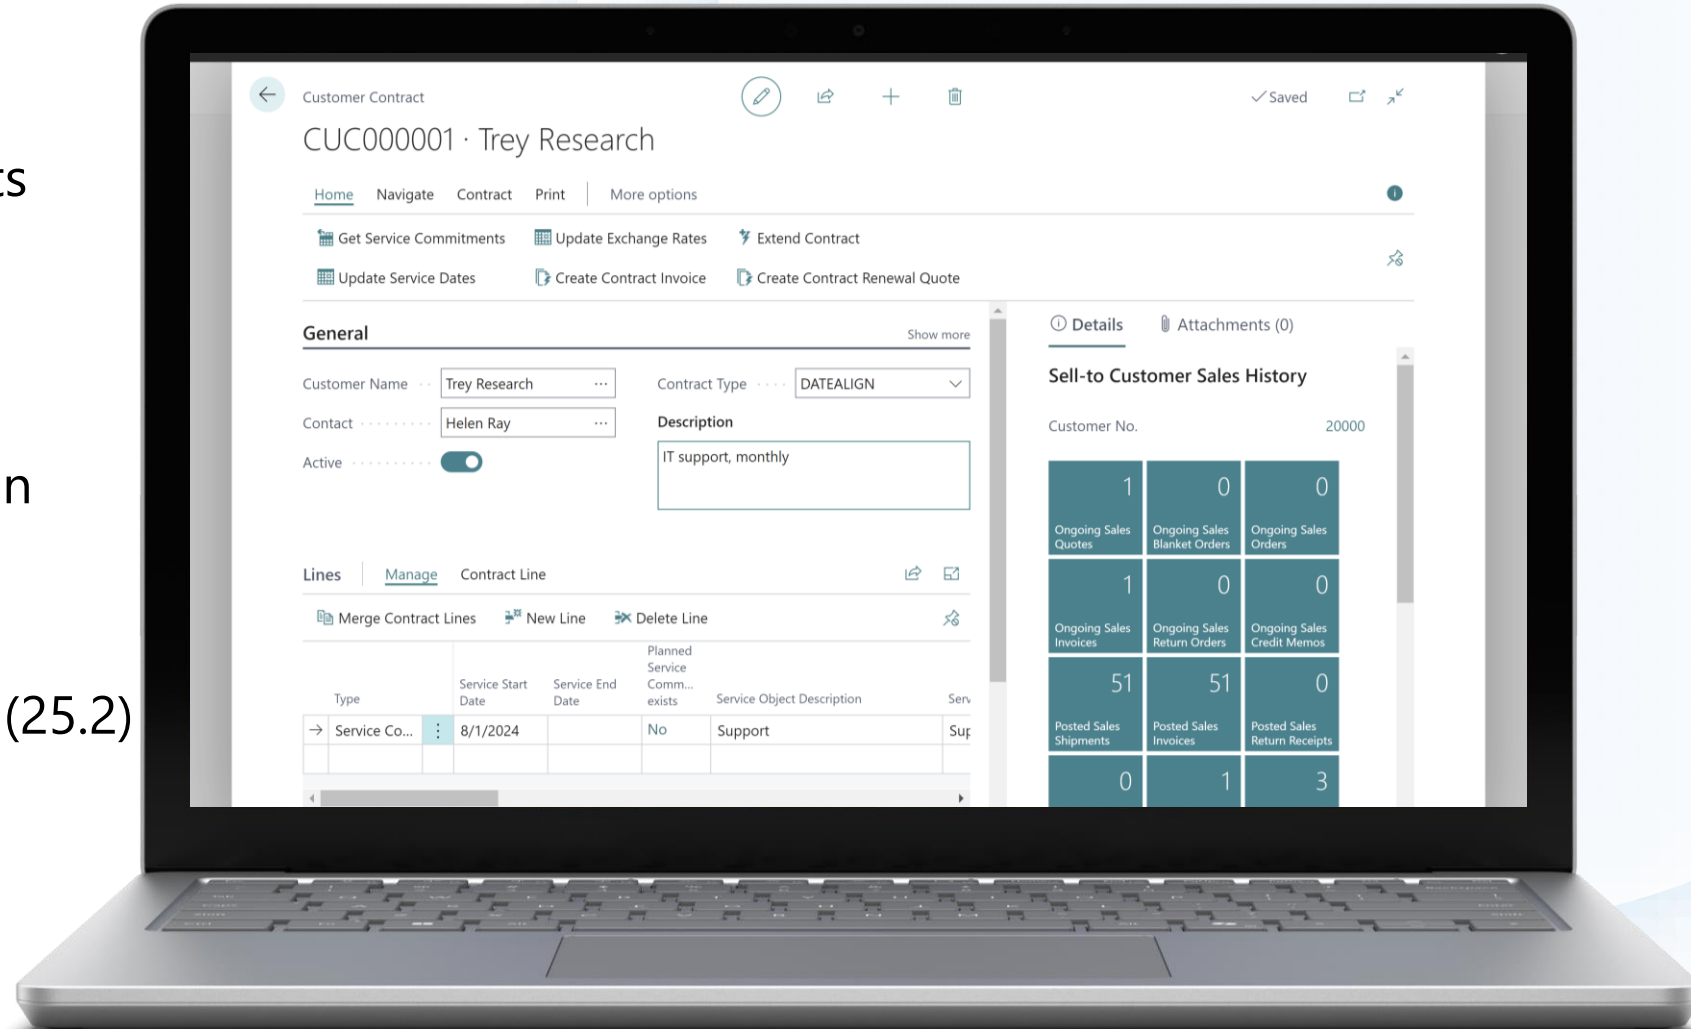 ts
n
(25.2)
Customer Contract
Saved
CUC000001 · Trey Research
Home Navigate Contract Print More options
Get Service Commitments Update Exchange Rates Extend Contract
Update Service Dates Create Contract Invoice Create Contract Renewal Quote
General Show more
Customer Name Trey Research ...
Contact Helen Ray ...
Active
Contract Type DATEALIGN
Description
IT support, monthly
Lines Manage Contract Line
Merge Contract Lines New Line Delete Line
Type
Service Start
Date
Service End
Date
Planned
Service
Comm...
exists
Service Object Description
Serv
Service Co... 8/1/2024 No Support Sup
Details Attachments (0)
Sell-to Customer Sales History
Customer No. 20000
1
Ongoing Sales
Quotes
0
Ongoing Sales
Blanket Orders
0
Ongoing Sales
Orders
1
Ongoing Sales
Invoices
0
Ongoing Sales
Return Orders
0
Ongoing Sales
Credit Memos
51
Posted Sales
Shipments
51
Posted Sales
Invoices
0
Posted Sales
Return Receipts
0
1
3